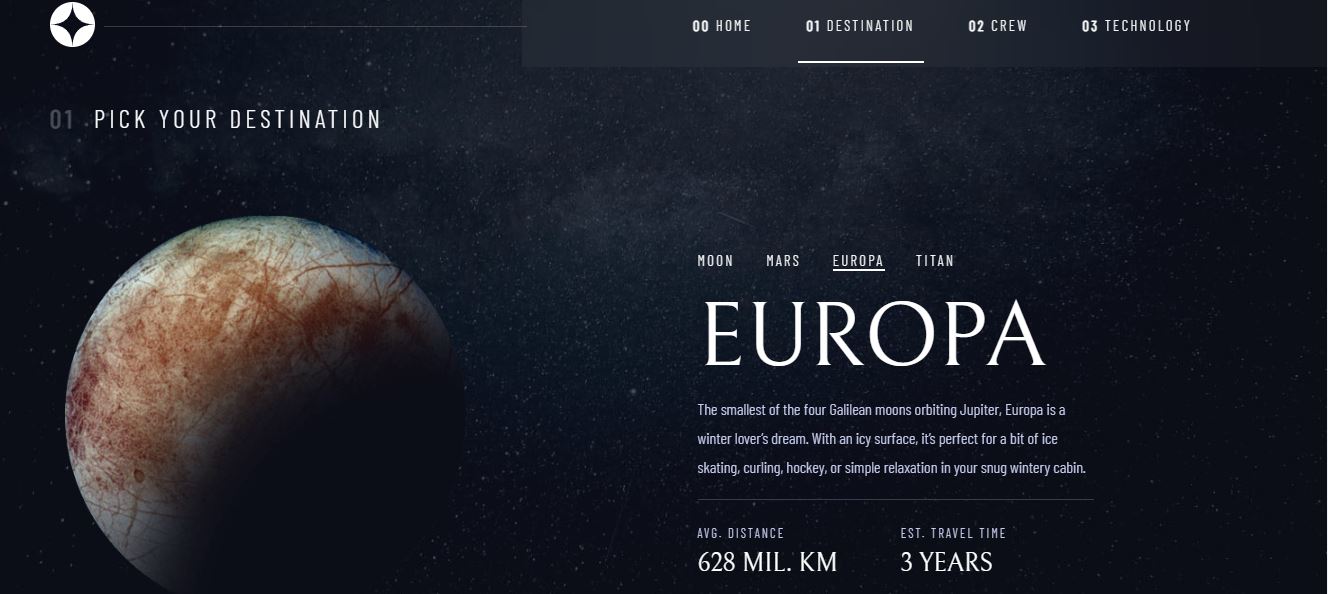 00 HOME
01 DESTINATION
02 CREW
03 TECHNOLOGY
01 PICK YOUR DESTINATION
MOON
MARS
EUROPA
TITAN
EUROPA
The smallest of the four Galilean moons orbiting Jupiter, Europa is a
winter lover’s dream. With an icy surface, it’s perfect for a bit of ice
skating, curling, hockey, or simple relaxation in your snug wintery cabin.
AVG. DISTANCE
628 MIL. KM
EST. TRAVEL TIME
3 YEARS